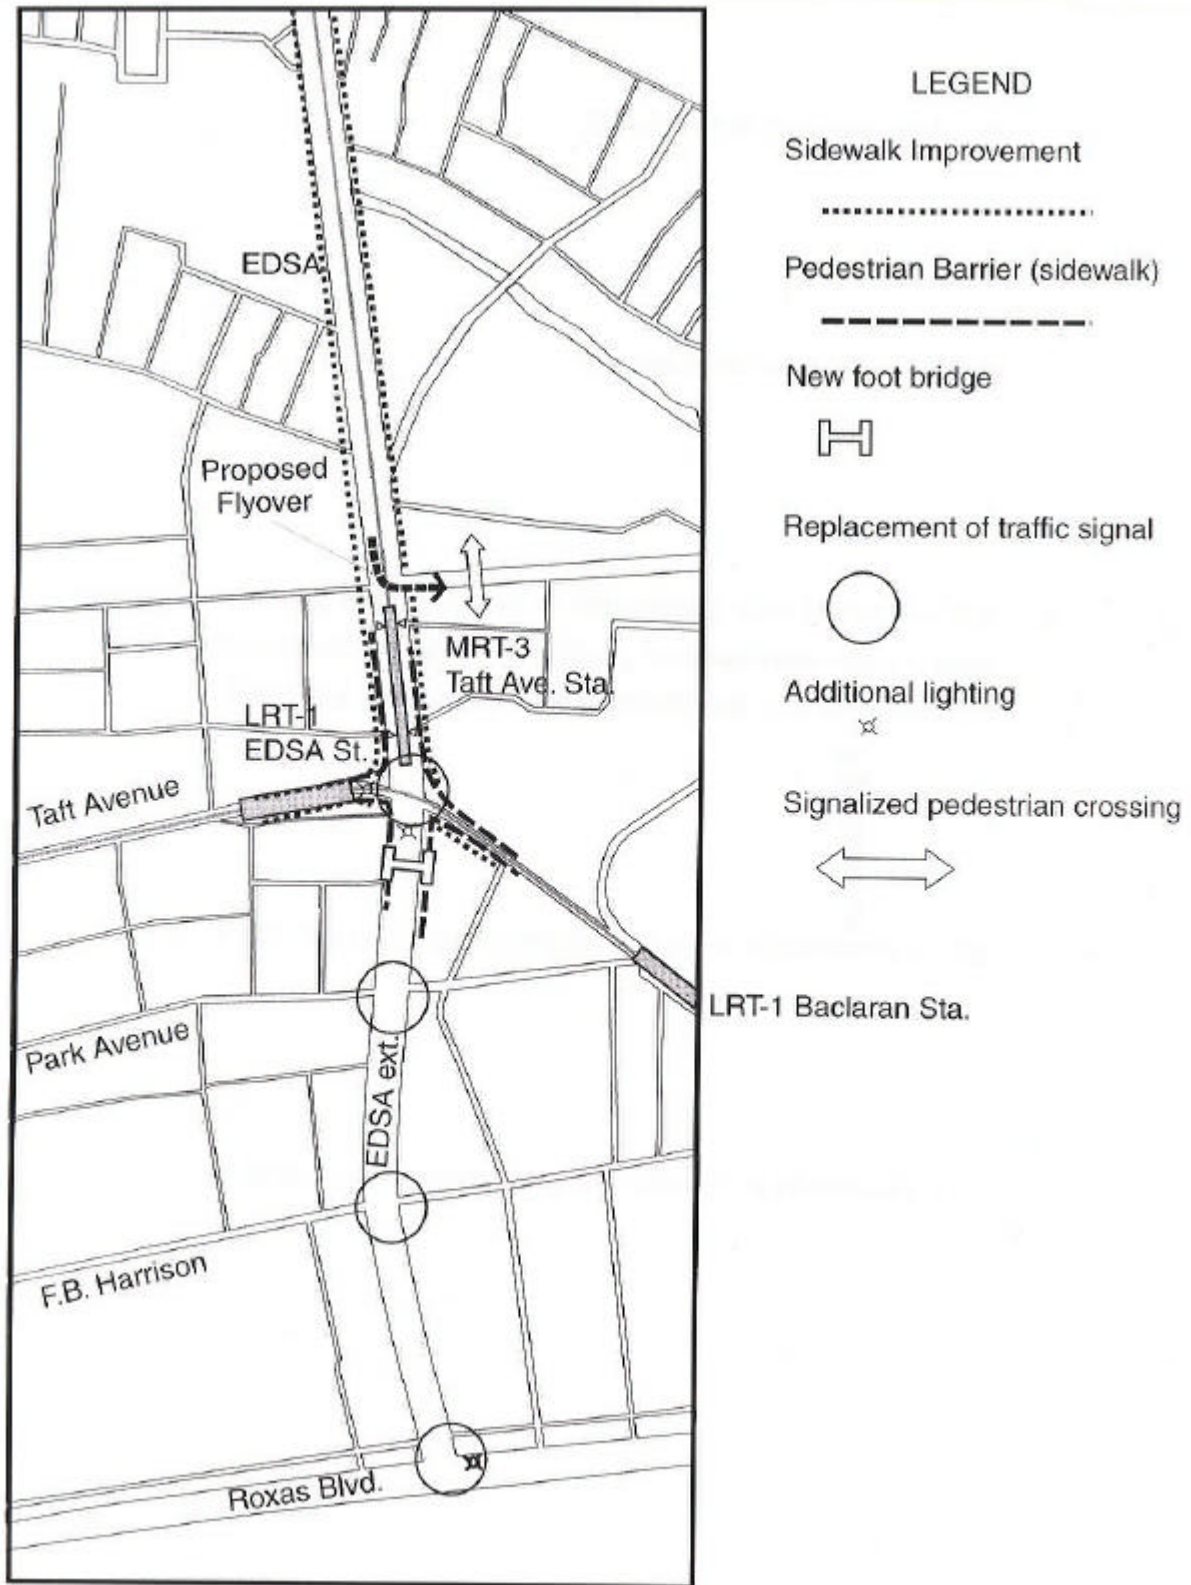 LEGEND
Sidewalk Improvement
Pedestrian Barrier (sidewalk)
New foot bridge
Replacement of traffic signal
Additional lighting
Signalized pedestrian crossing
EDSA
Proposed
Flyover
MRT-3
Taft Ave. Sta.
LRT-1
EDSA St.
Taft Avenue
LRT-1 Baclaran Sta.
Park Avenue
EDSA ext.
F.B. Harrison
Roxas Blvd.